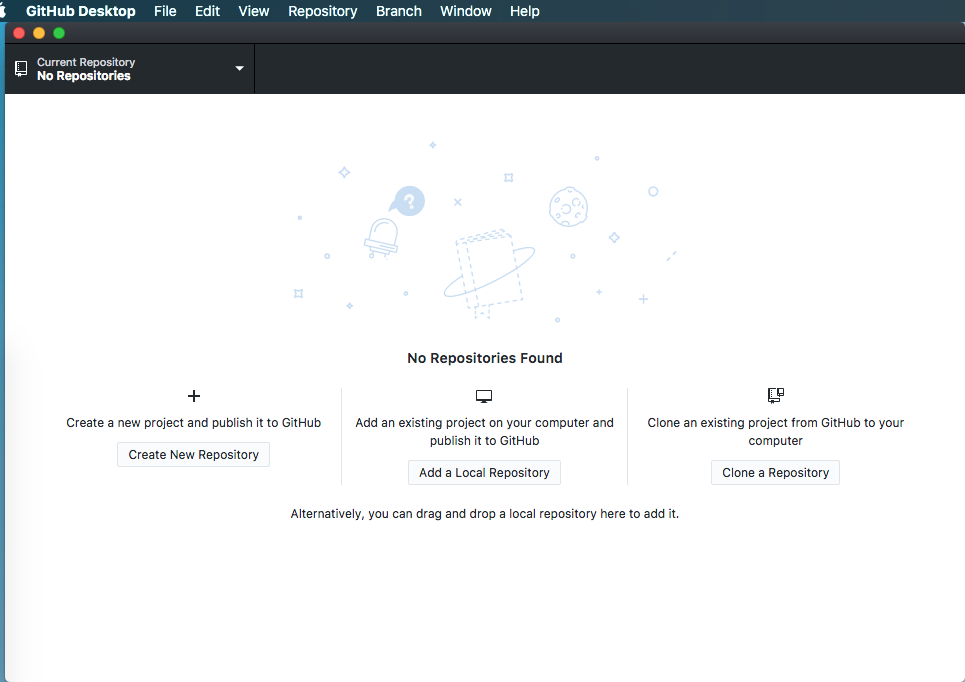 GitHub Desktop File Edit View Repository Branch Window Help
Current Repository
No Repositories
?
No Repositories Found
Create a new project and publish it to GitHub
Create New Repository
Add an existing project on your computer and
publish it to GitHub
Add a Local Repository
Clone an existing project from GitHub to your
computer
Clone a Repository
Alternatively, you can drag and drop a local repository here to add it.